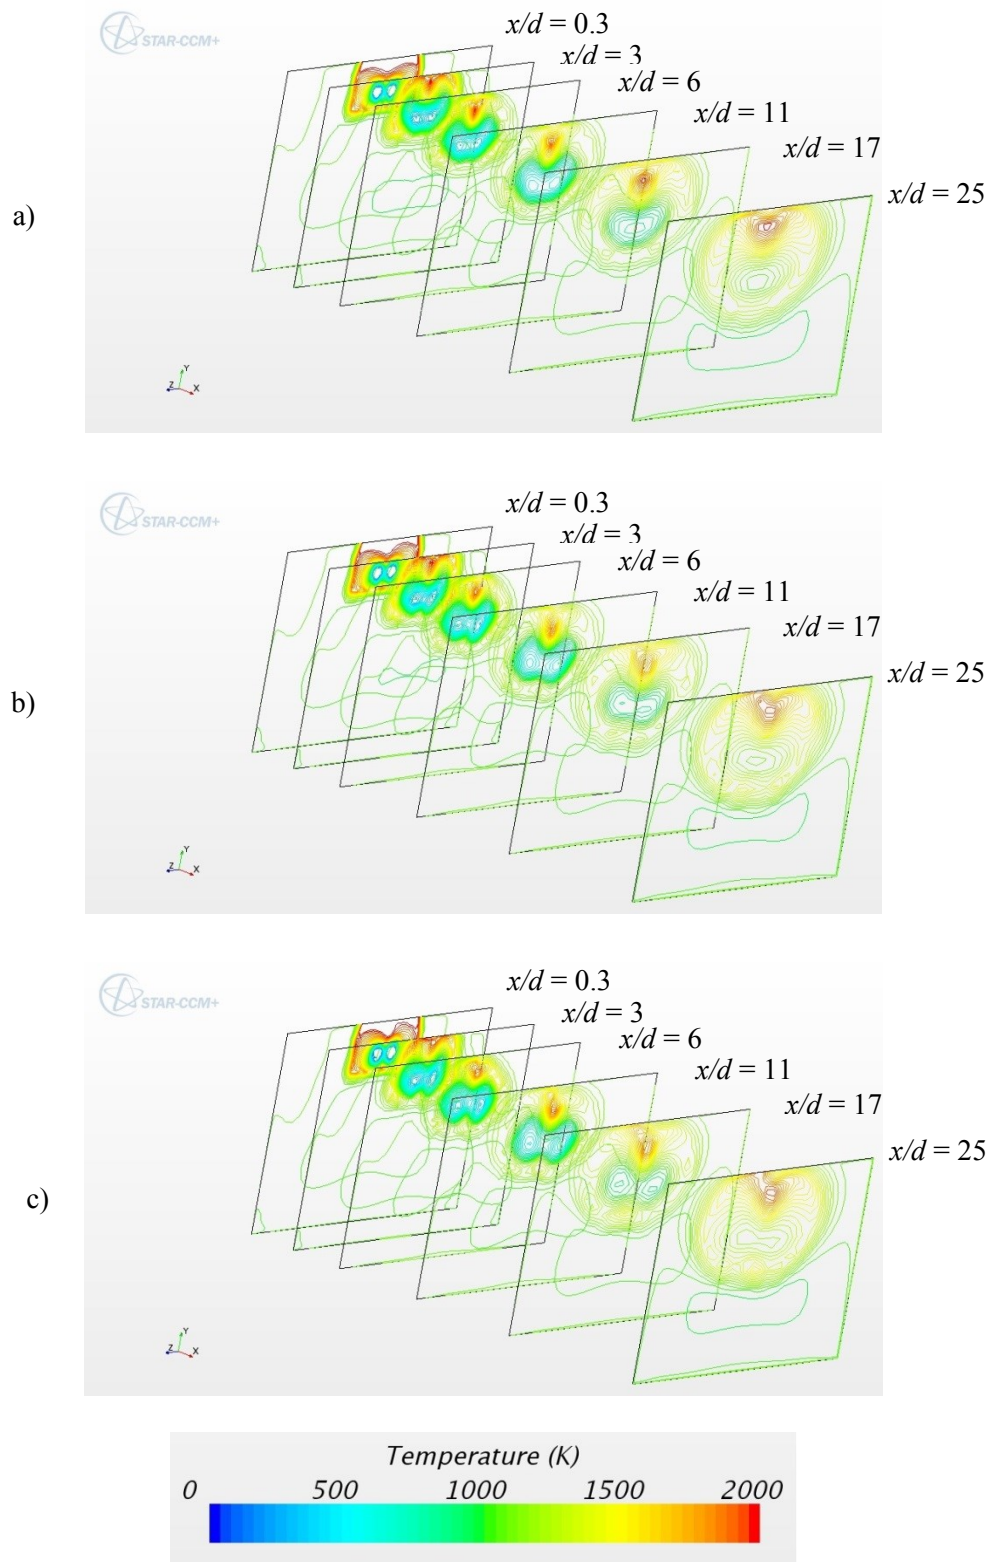 STAR-CCM+
x/d = 0.3
x/d = 3
x/d = 6
x/d = 11
x/d = 17
x/d = 25
a)
Y
Z X
STAR-CCM+
x/d = 0.3
x/d = 3
x/d = 6
x/d = 11
x/d = 17
x/d = 25
b)
Y
Z X
STAR-CCM+
x/d = 0.3
x/d = 3
x/d = 6
x/d = 11
x/d = 17
x/d = 25
c)
Y
Z X
Temperature (K)
0 500 1000 1500 2000